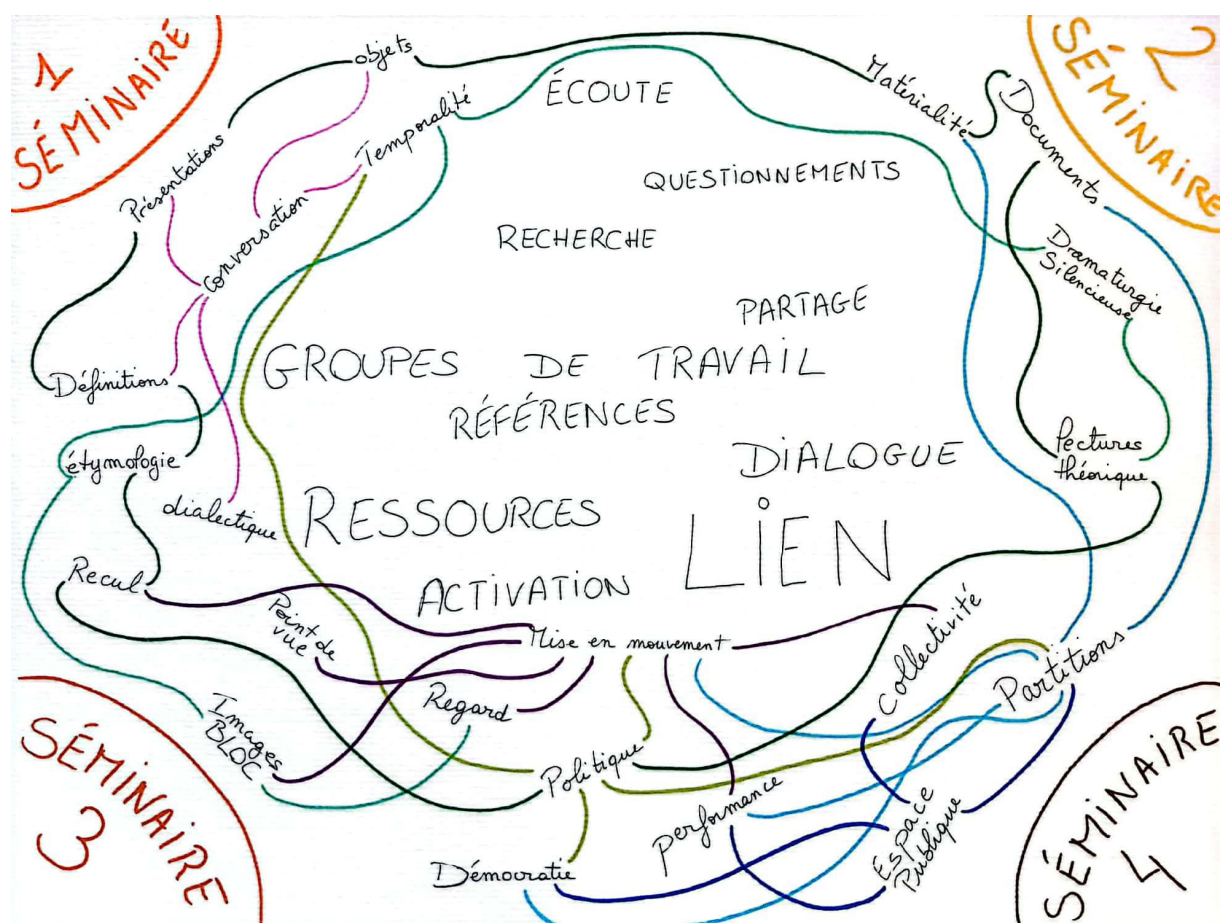 1
SÉMINAIRE
2
SÉMINAIRE
objets
Matérialité
Documents
Temporalité
ÉCOUTE
Présentations
QUESTIONNEMENTS
Conversation
RECHERCHE
Dramaturgie
Silencieuse
PARTAGE
GROUPES DE TRAVAIL
Définitions
RÉFÉRENCES
DIALOGUE
Lectures
théorique
étymologie
dialectique
RESSOURCES
LIEN
Recul
ACTIVATION
Point de
vue
Mise en mouvement
Collectivité
Partitions
Regard
Images
BLOC
Politique
performance
Espace
Publique
Démocratie
SÉMINAIRE
3
SÉMINAIRE
4